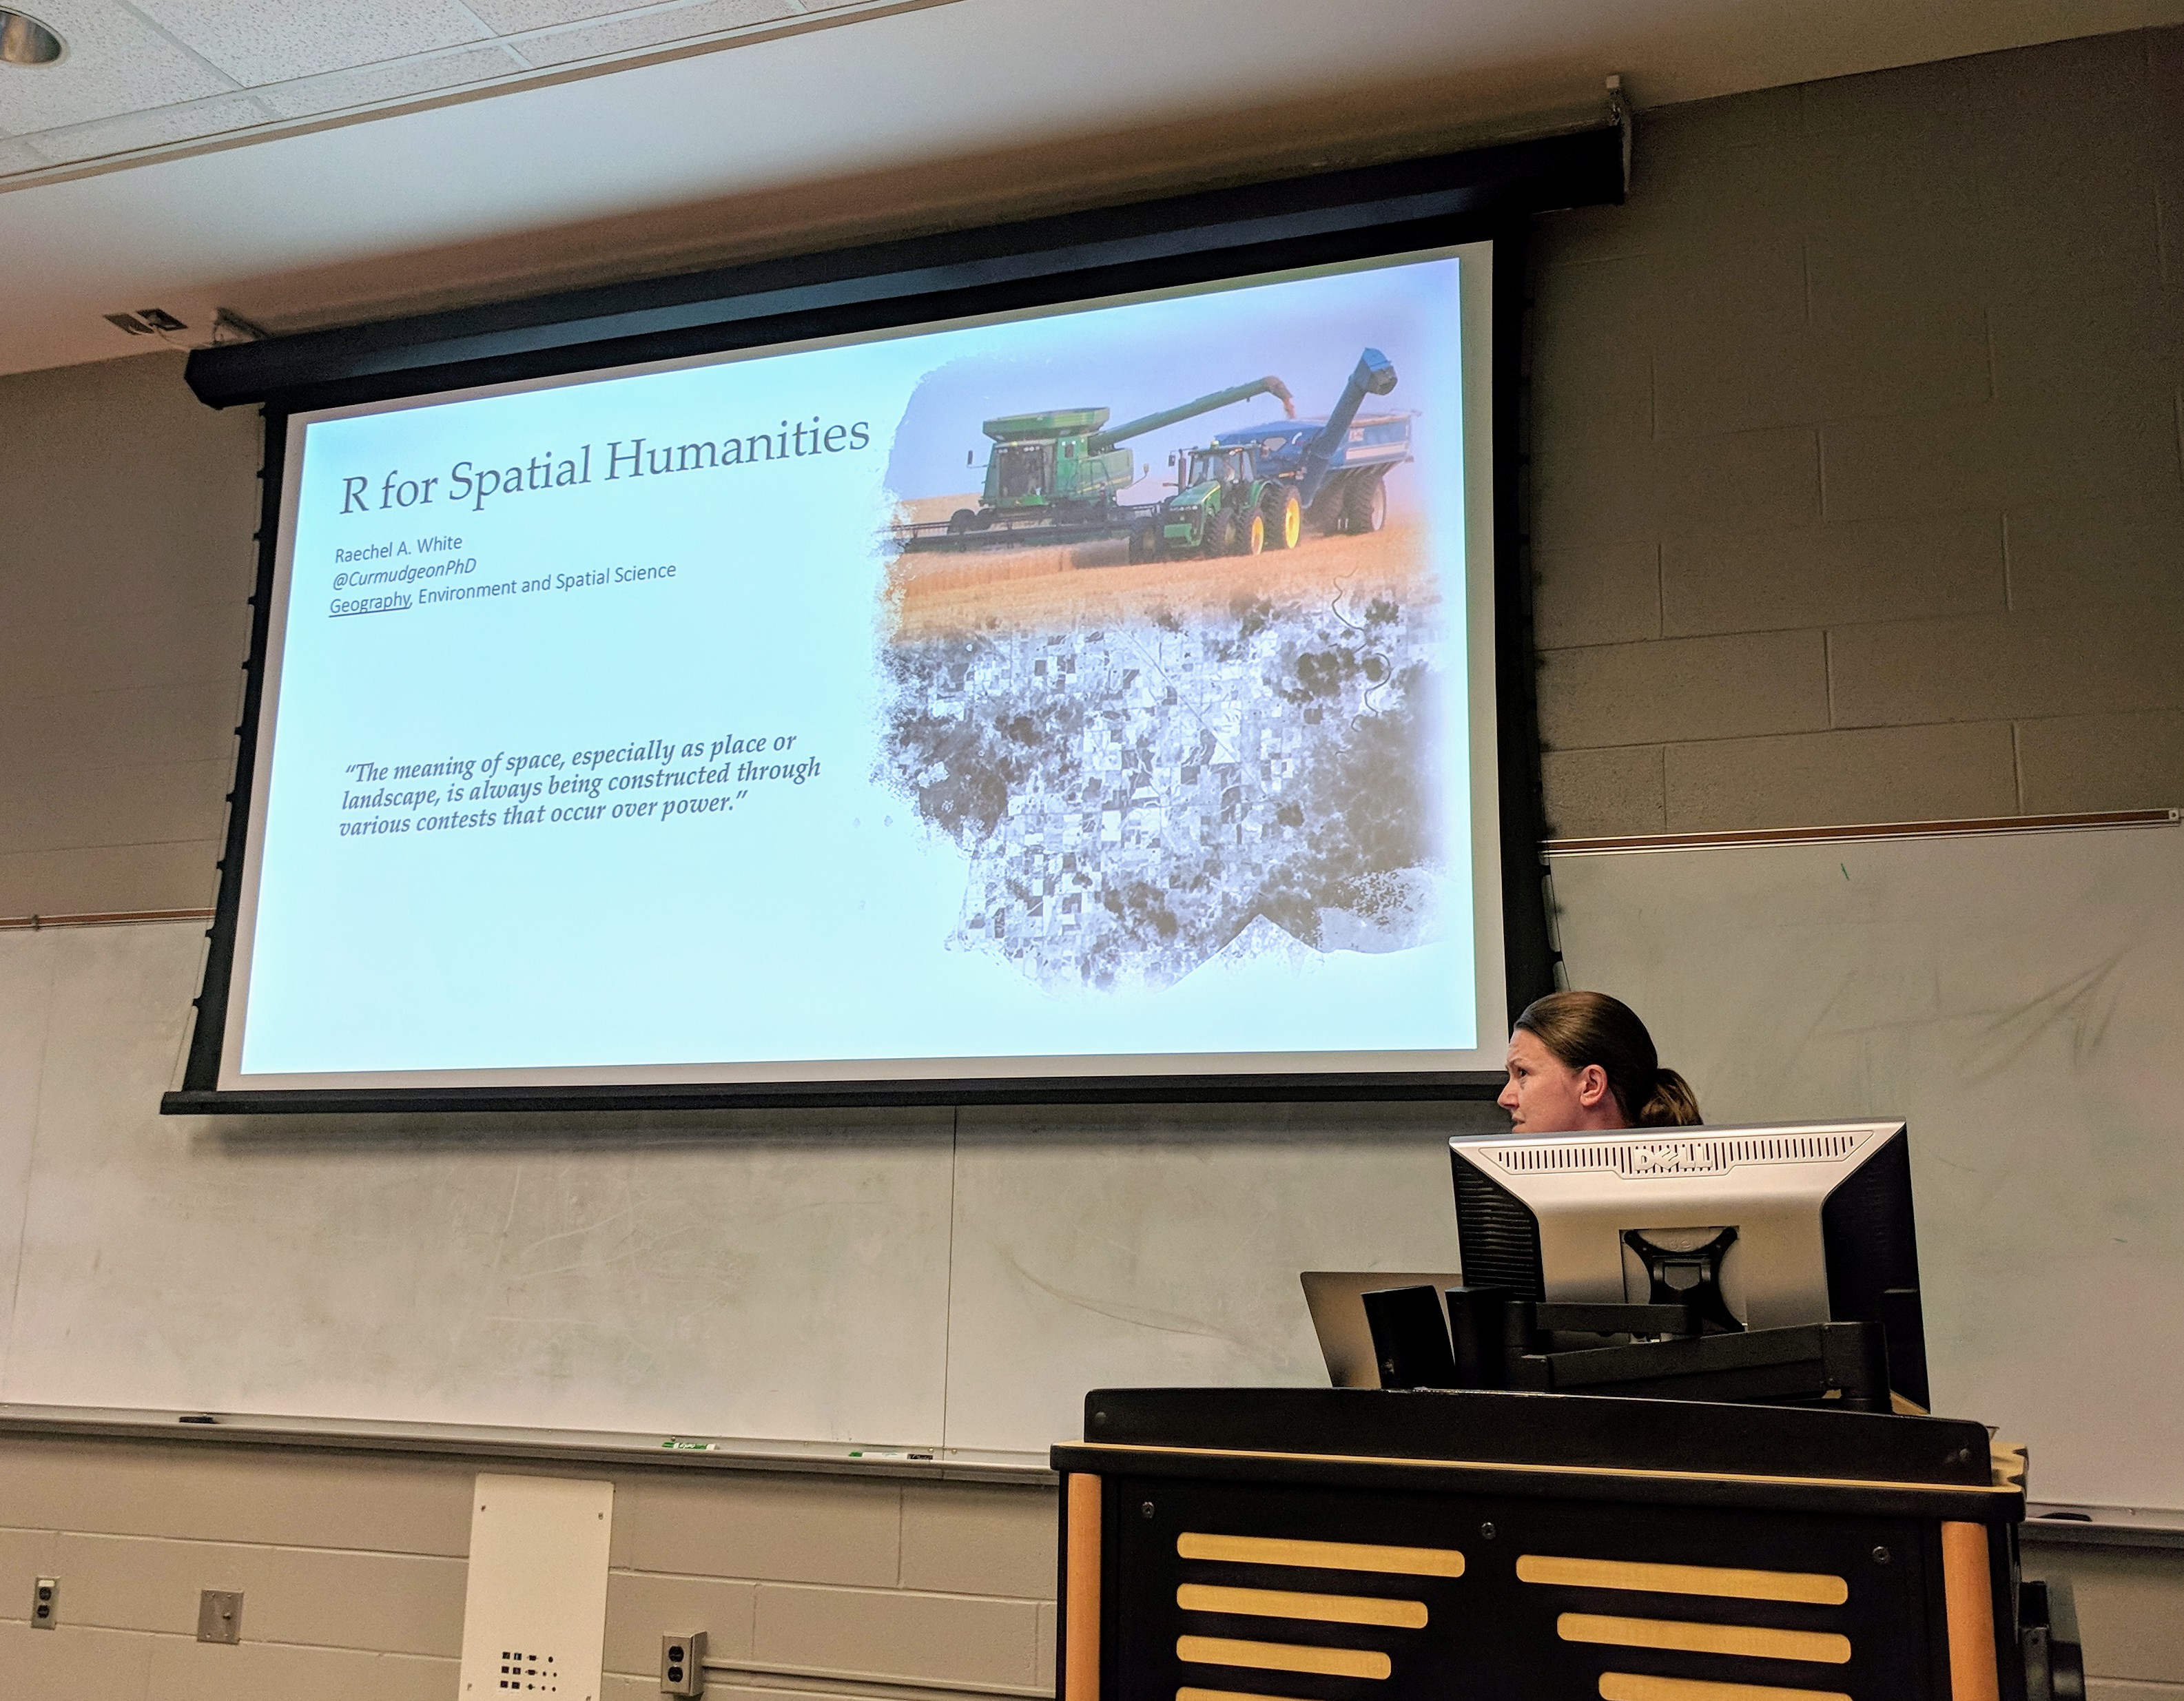 R for Spatial Humanities
Raechel A. White
@CurmudgeonPhD
Geography, Environment and Spatial Science
“The meaning of space, especially as place or
landscape, is always being constructed through
various contests that occur over power.”
DELL